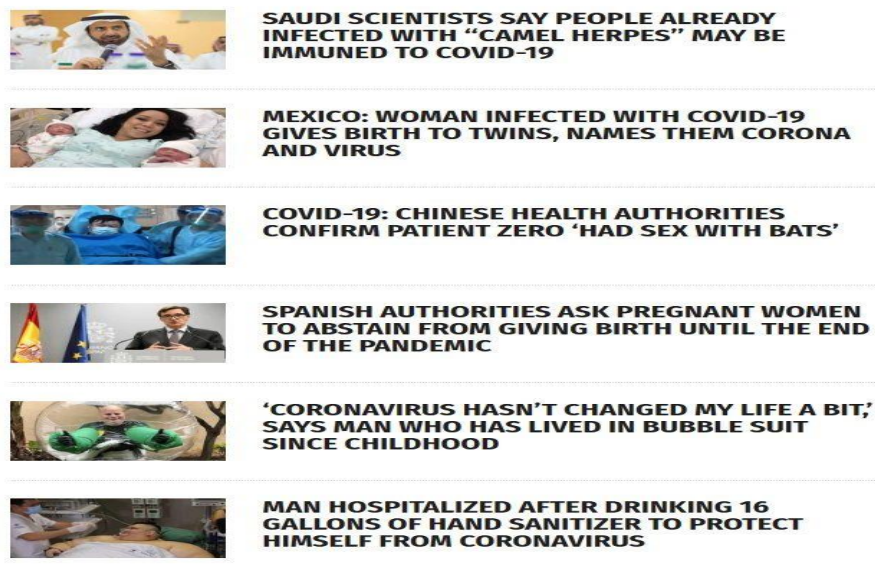 SAUDI SCIENTISTS SAY PEOPLE ALREADY
INFECTED WITH “CAMEL HERPES” MAY BE
IMMUNED TO COVID-19
MEXICO: WOMAN INFECTED WITH COVID-19
GIVES BIRTH TO TWINS, NAMES THEM CORONA
AND VIRUS
COVID-19: CHINESE HEALTH AUTHORITIES
CONFIRM PATIENT ZERO ‘HAD SEX WITH BATS’
SPANISH AUTHORITIES ASK PREGNANT WOMEN
TO ABSTAIN FROM GIVING BIRTH UNTIL THE END
OF THE PANDEMIC
‘CORONAVIRUS HASN’T CHANGED MY LIFE A BIT,’
SAYS MAN WHO HAS LIVED IN BUBBLE SUIT
SINCE CHILDHOOD
MAN HOSPITALIZED AFTER DRINKING 16
GALLONS OF HAND SANITIZER TO PROTECT
HIMSELF FROM CORONAVIRUS